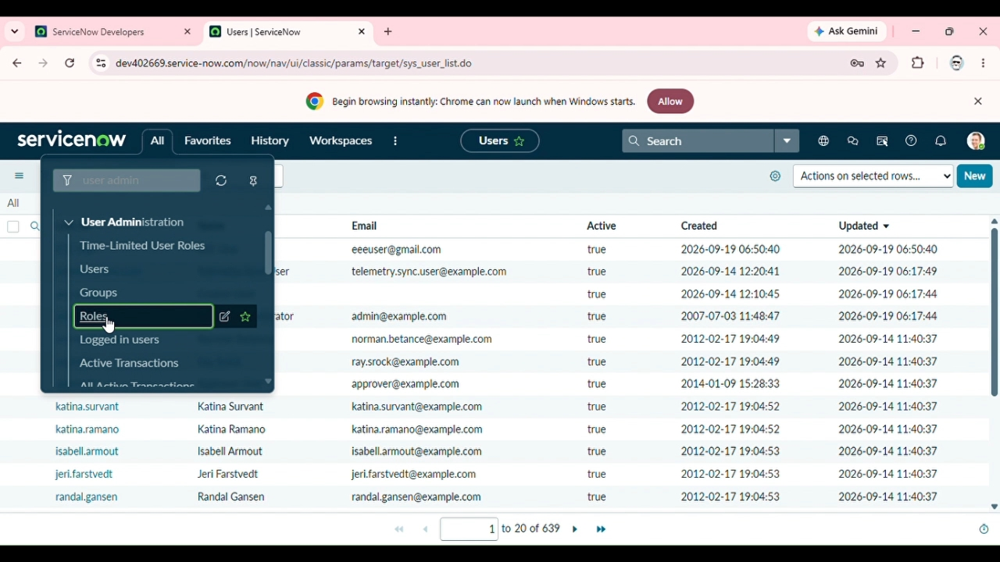 ServiceNow Developers
Users | ServiceNow
Ask Gemini
dev402669.service-now.com/now/nav/ui/classic/params/target/sys_user_list.do
Begin browsing instantly: Chrome can now launch when Windows starts.
Allow
servicenow
All
Favorites
History
Workspaces
Users
Search
user admin
Actions on selected rows...
New
All
User Administration
Time-Limited User Roles
Users
Groups
Roles
Logged in users
Active Transactions
All Active Transactions
Email Active Created Updated
eeeuser@gmail.com true 2026-09-19 06:50:40 2026-09-19 06:50:40
telemetry.sync.user@example.com true 2026-09-14 12:20:41 2026-09-19 06:17:49
true 2026-09-14 12:10:45 2026-09-19 06:17:44
admin@example.com true 2007-07-03 11:48:47 2026-09-19 06:17:44
norman.betance@example.com true 2012-02-17 19:04:49 2026-09-14 11:40:37
ray.srock@example.com true 2012-02-17 19:04:49 2026-09-14 11:40:37
approver@example.com true 2014-01-09 15:28:33 2026-09-14 11:40:37
katina.survant Katina Survant katina.survant@example.com true 2012-02-17 19:04:52 2026-09-14 11:40:37
katina.ramano Katina Ramano katina.ramano@example.com true 2012-02-17 19:04:52 2026-09-14 11:40:37
isabell.armout Isabell Armout isabell.armout@example.com true 2012-02-17 19:04:53 2026-09-14 11:40:37
jeri.farstvedt Jeri Farstvedt jeri.farstvedt@example.com true 2012-02-17 19:04:53 2026-09-14 11:40:37
randal.gansen Randal Gansen randal.gansen@example.com true 2012-02-17 19:04:53 2026-09-14 11:40:37
1 to 20 of 639